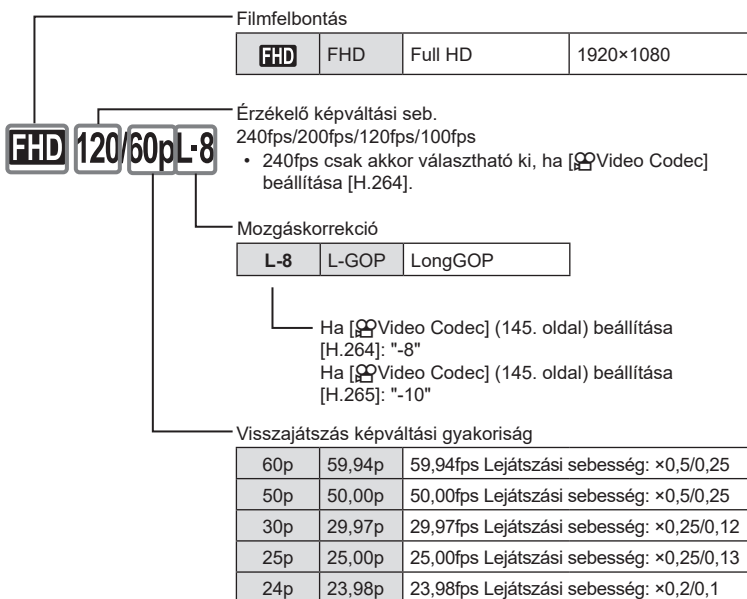 Filmfelbontás
FHD FHD Full HD 1920×1080
Érzékelő képváltási seb.
240fps/200fps/120fps/100fps
• 240fps csak akkor választható ki, ha [Video Codec]
beállítása [H.264].
FHD 120/60p L-8
Mozgáskorrekció
L-8 L-GOP LongGOP
Ha [Video Codec] (145. oldal) beállítása
[H.264]: "-8"
Ha [Video Codec] (145. oldal) beállítása
[H.265]: "-10"
Visszajátszás képváltási gyakoriság
60p 59,94p 59,94fps Lejátszási sebesség: ×0,5/0,25
50p 50,00p 50,00fps Lejátszási sebesség: ×0,5/0,25
30p 29,97p 29,97fps Lejátszási sebesség: ×0,25/0,12
25p 25,00p 25,00fps Lejátszási sebesség: ×0,25/0,13
24p 23,98p 23,98fps Lejátszási sebesség: ×0,2/0,1